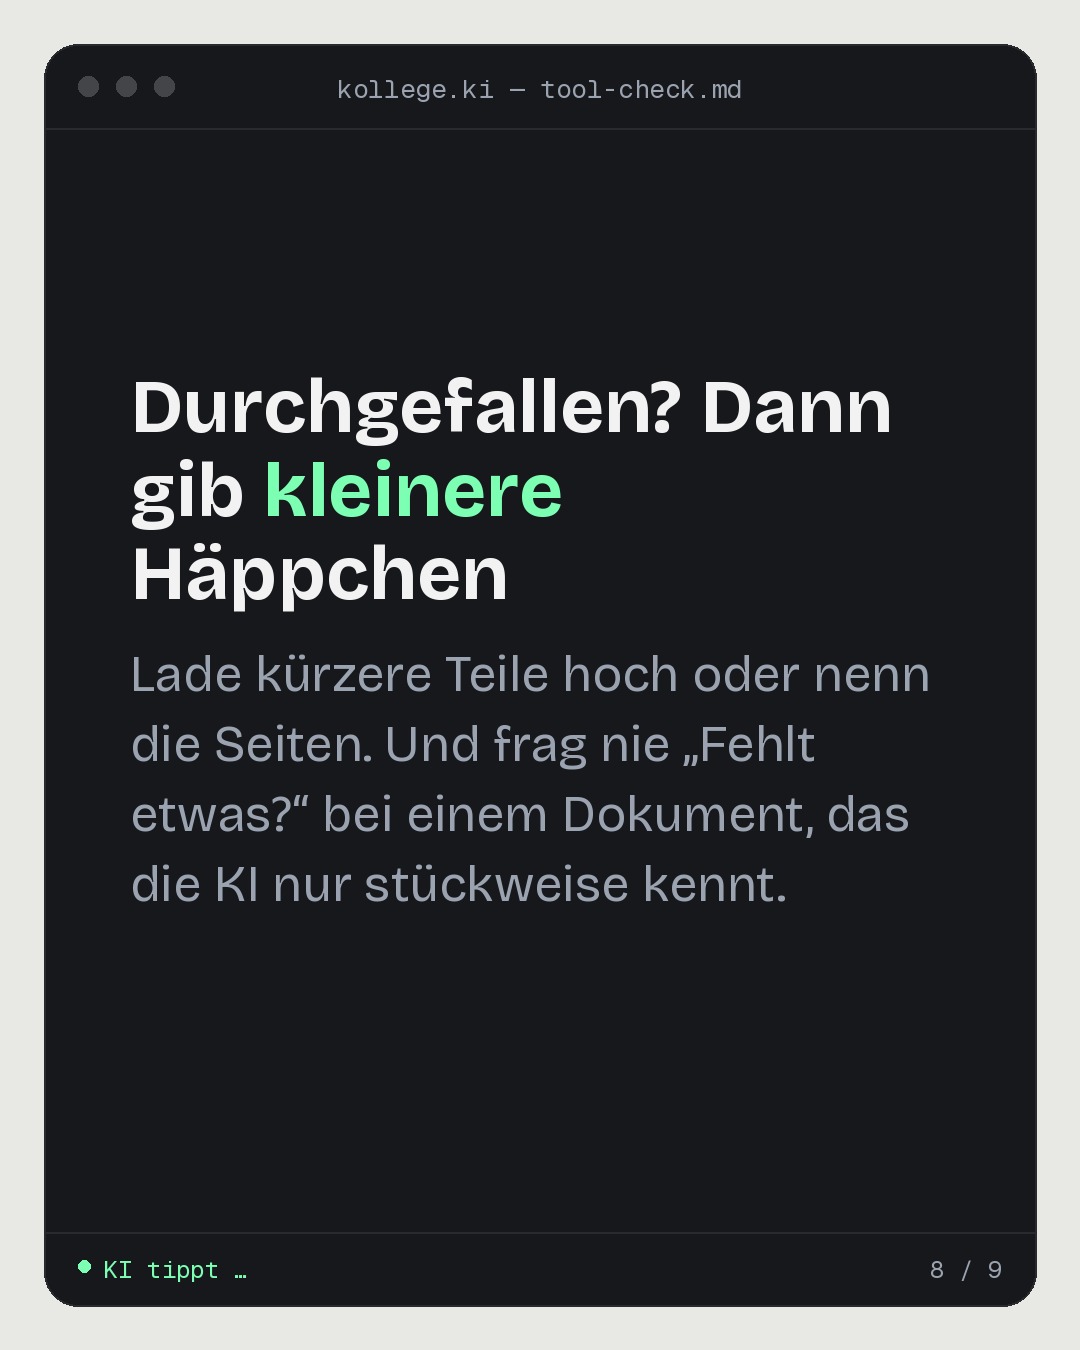 kollege.ki — tool-check.md
Durchgefallen? Dann
gib kleinere
Häppchen
Lade kürzere Teile hoch oder nenn
die Seiten. Und frag nie „Fehlt
etwas?“ bei einem Dokument, das
die KI nur stückweise kennt.
KI tippt …
8 / 9